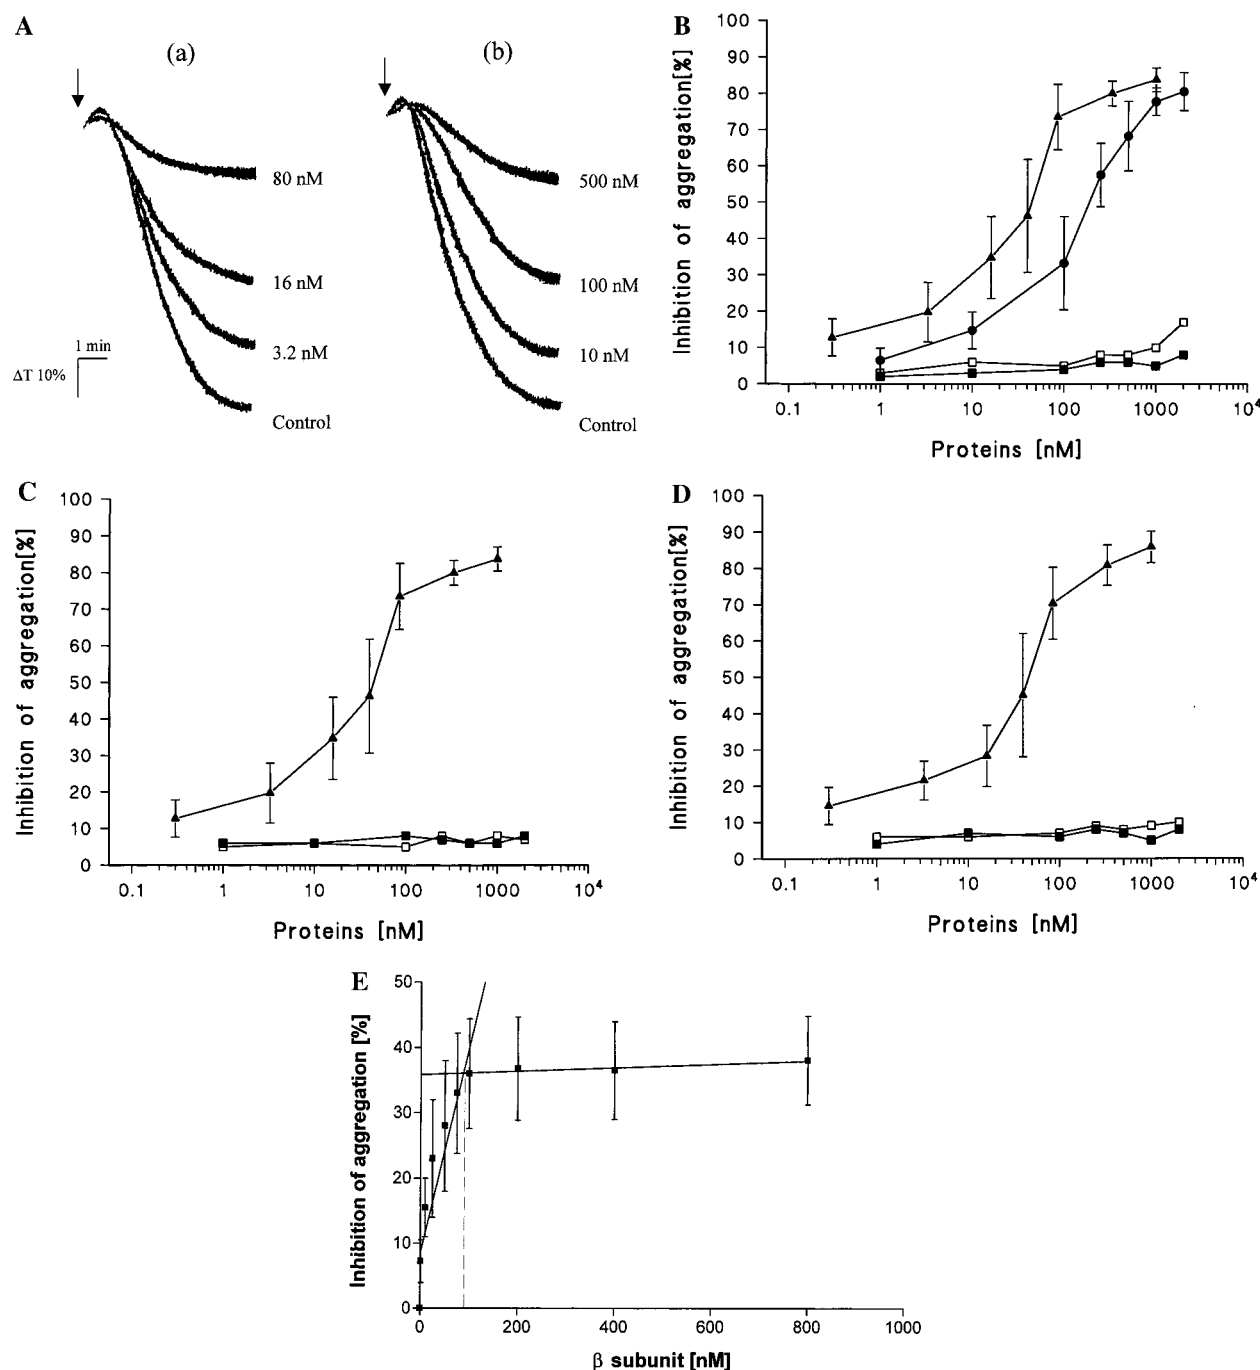 A
(a)
(b)
80 nM
16 nM
3.2 nM
Control
1 min
ΔT 10%
500 nM
100 nM
10 nM
Control
B
Inhibition of aggregation[%]
100
90
80
70
60
50
40
30
20
10
0
0.1 1 10 100 1000 10⁴
Proteins [nM]
C
Inhibition of aggregation[%]
100
90
80
70
60
50
40
30
20
10
0
0.1 1 10 100 1000 10⁴
Proteins [nM]
D
Inhibition of aggregation[%]
100
90
80
70
60
50
40
30
20
10
0
0.1 1 10 100 1000 10⁴
Proteins [nM]
E
Inhibition of aggregation [%]
50
40
30
20
10
0
0 200 400 600 800 1000
β subunit [nM]